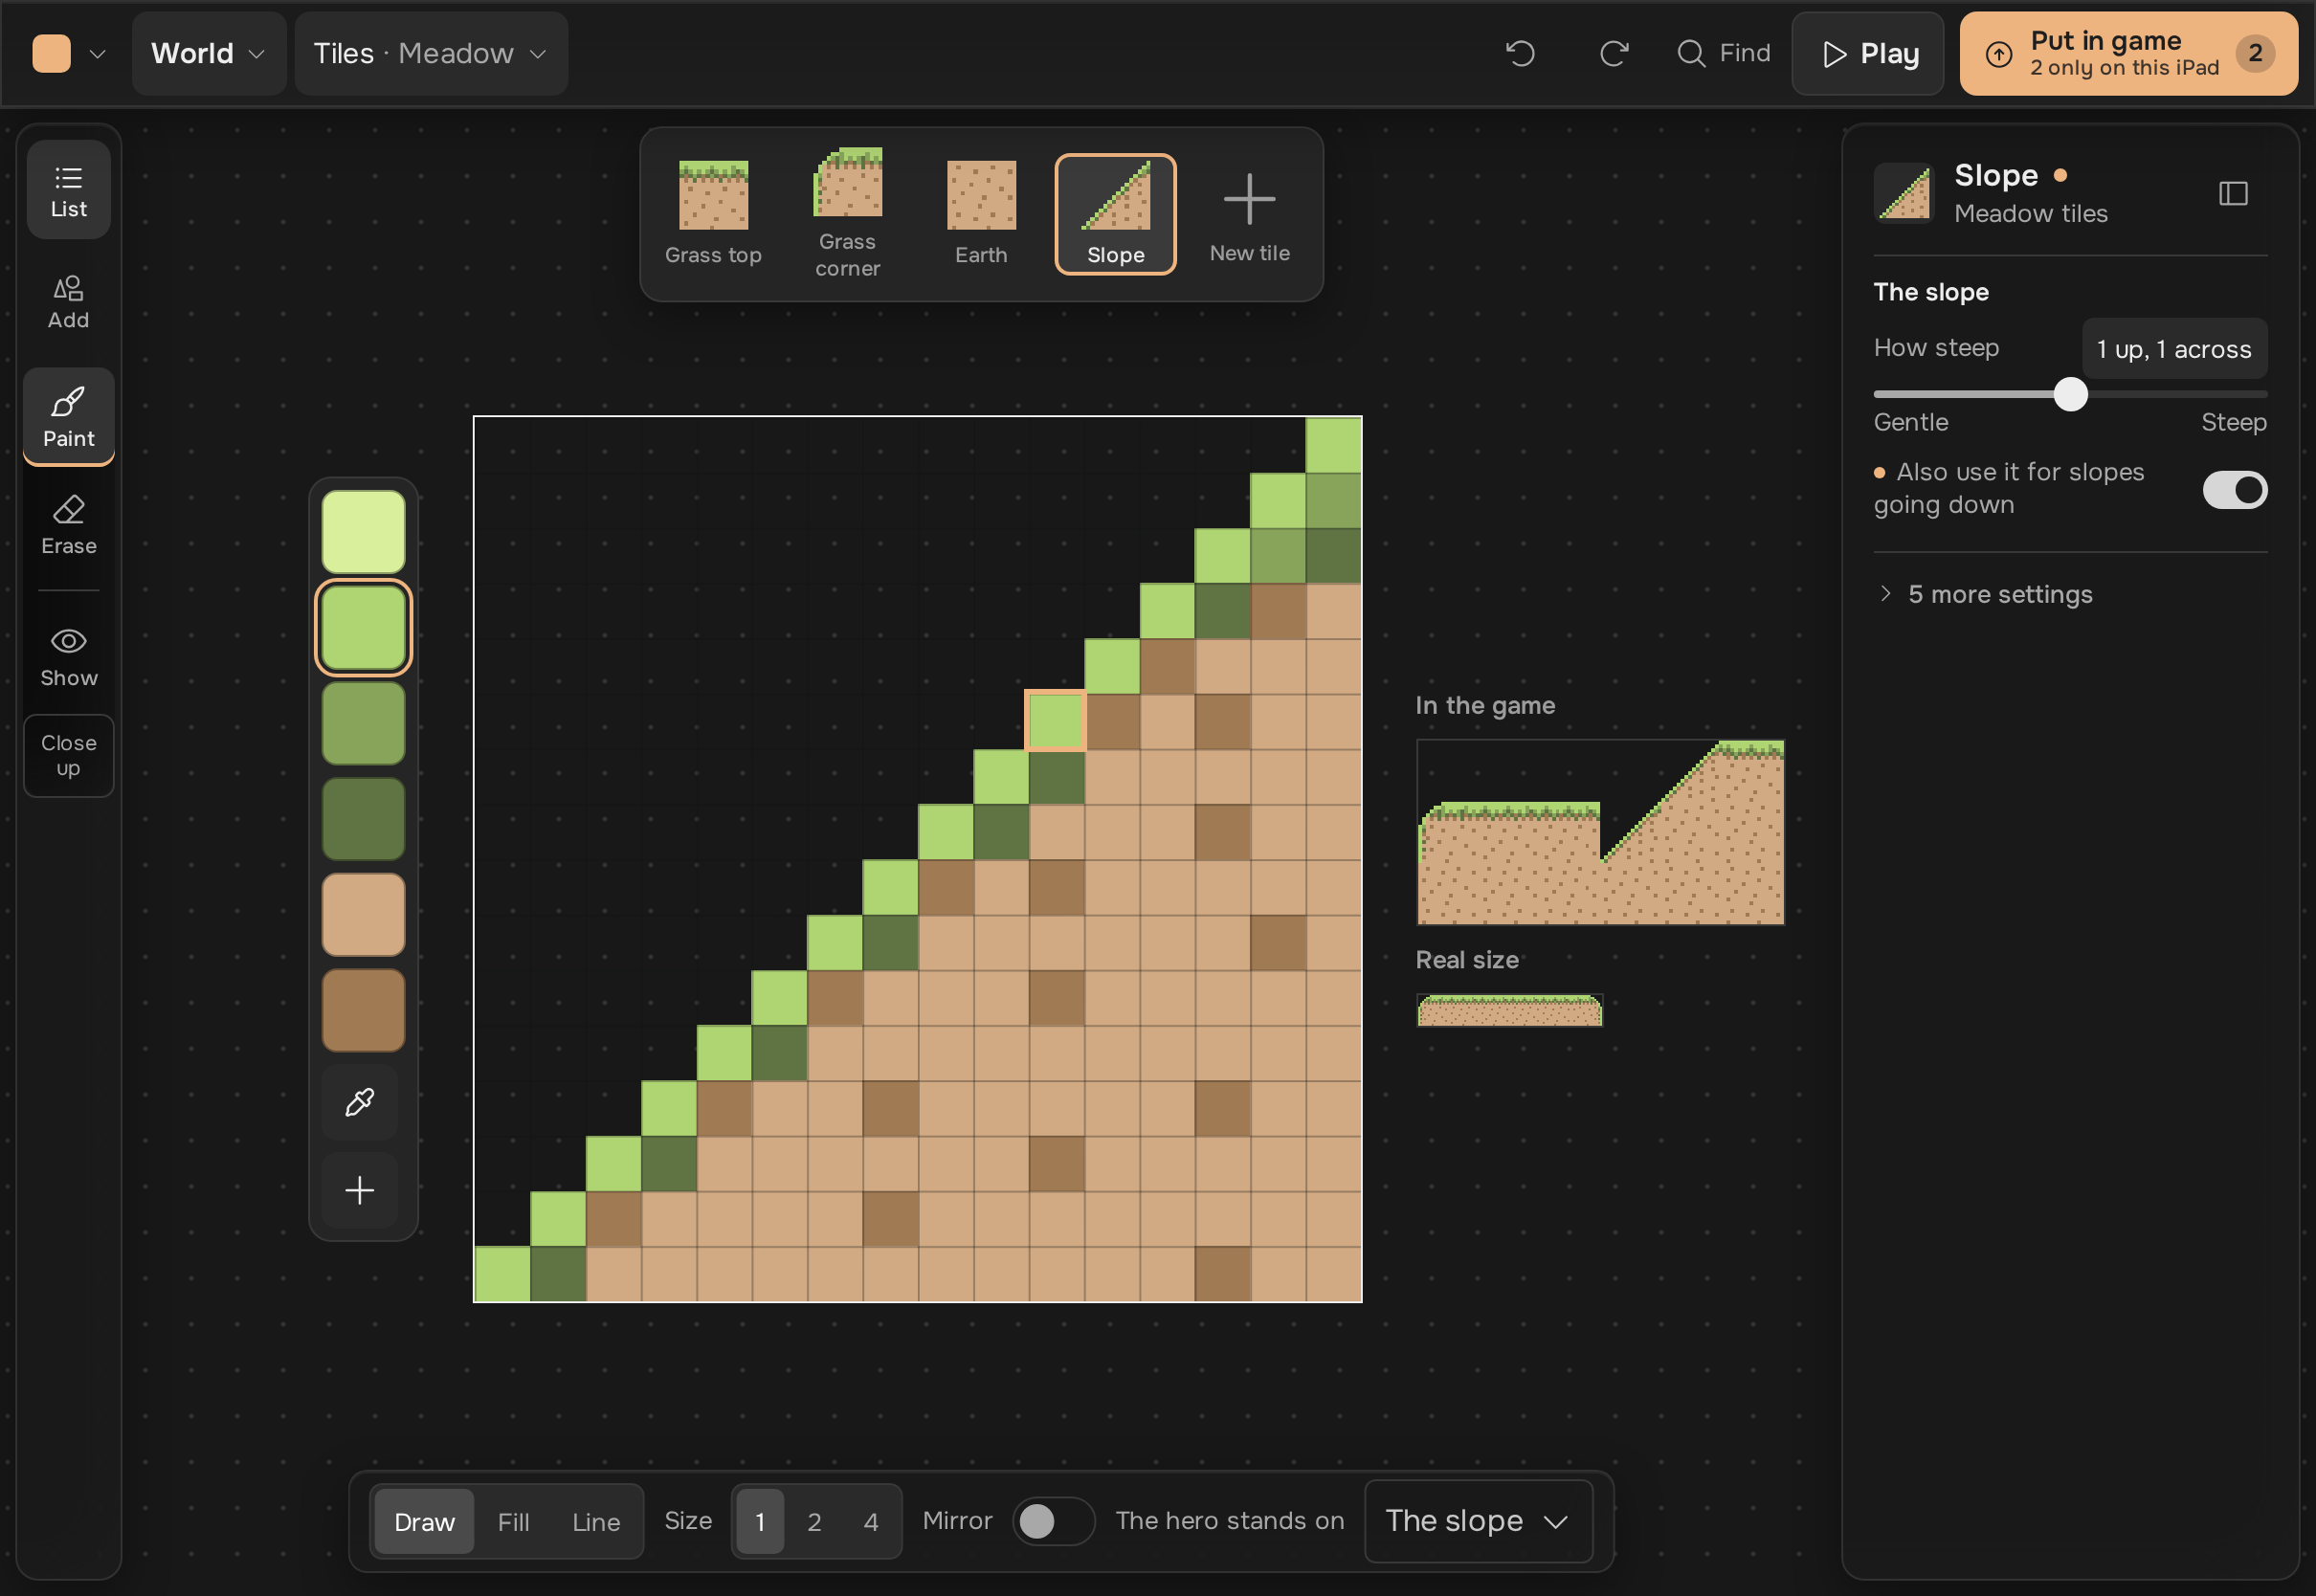 World
Tiles · Meadow
Find
Play
Put in game
2 only on this iPad
2
List
Add
Paint
Erase
Show
Close
up
Grass top
Grass
corner
Earth
Slope
New tile
In the game
Real size
Slope
Meadow tiles
The slope
How steep
1 up, 1 across
Gentle
Steep
Also use it for slopes
going down
5 more settings
Draw
Fill
Line
Size
1
2
4
Mirror
The hero stands on
The slope